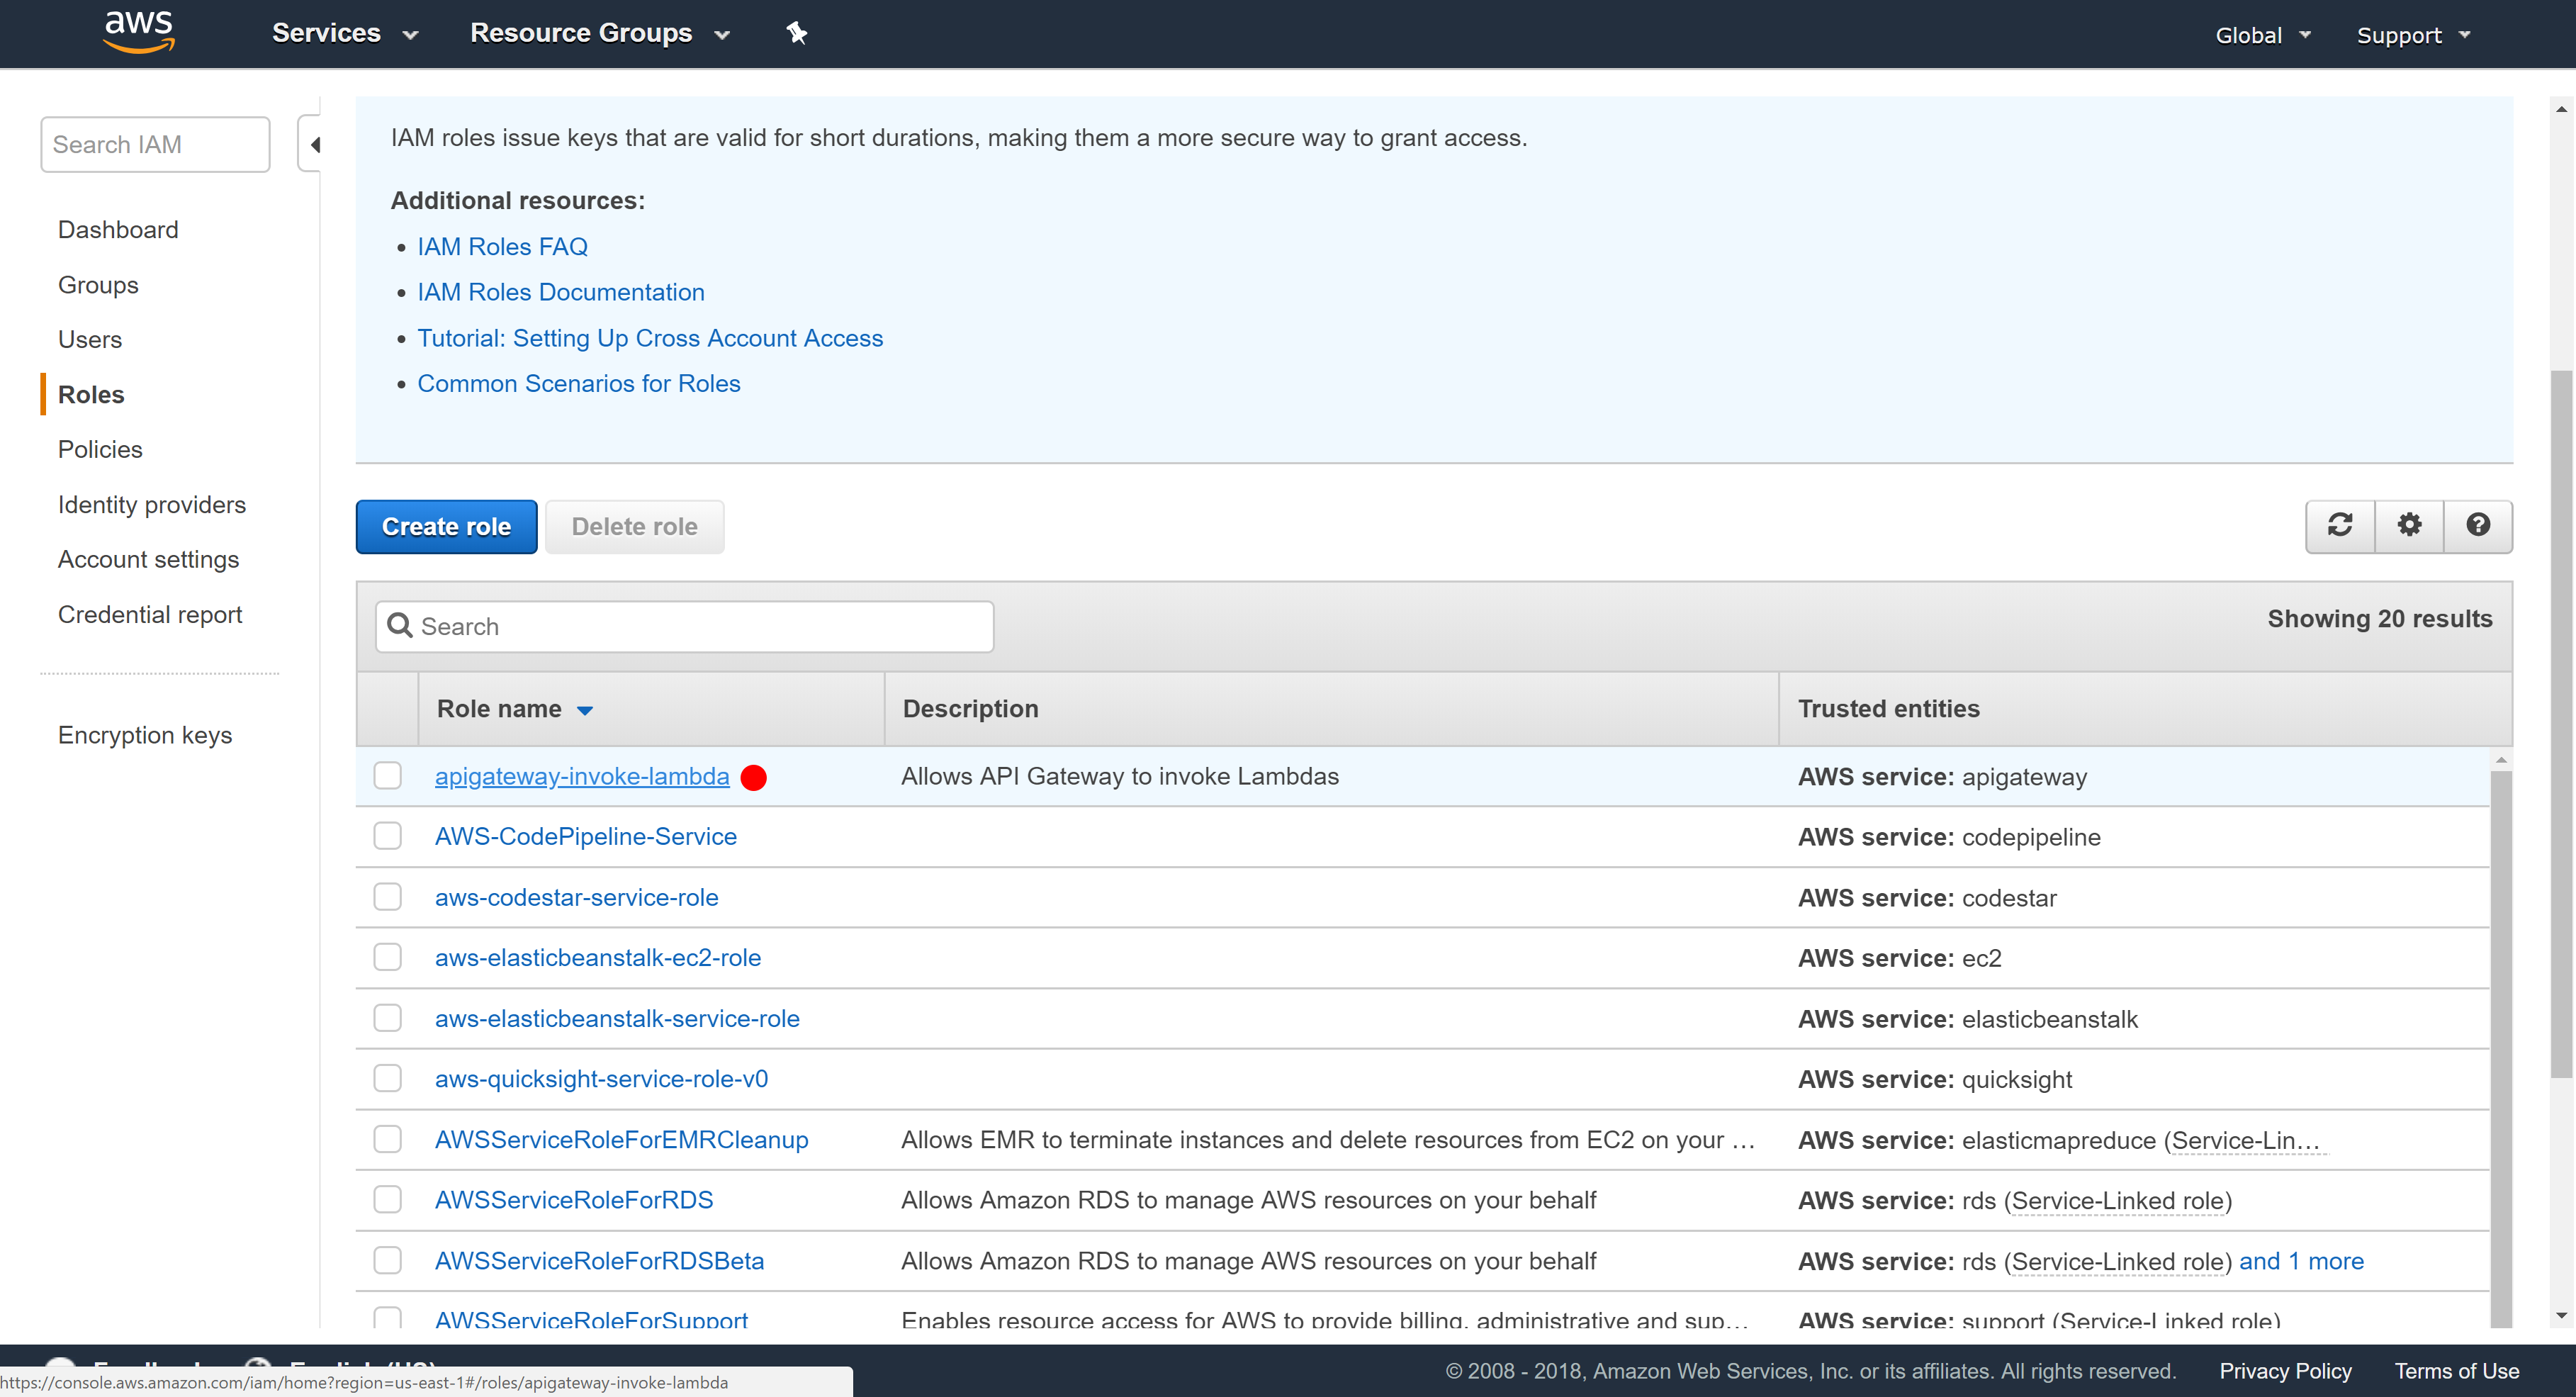 aws
Services
Resource Groups
Global
Support
Search IAM
Dashboard
Groups
Users
Roles
Policies
Identity providers
Account settings
Credential report
Encryption keys
IAM roles issue keys that are valid for short durations, making them a more secure way to grant access.
Additional resources:
• IAM Roles FAQ
• IAM Roles Documentation
• Tutorial: Setting Up Cross Account Access
• Common Scenarios for Roles
Create role
Delete role
Search
Showing 20 results
Role name Description Trusted entities
apigateway-invoke-lambda Allows API Gateway to invoke Lambdas AWS service: apigateway
AWS-CodePipeline-Service AWS service: codepipeline
aws-codestar-service-role AWS service: codestar
aws-elasticbeanstalk-ec2-role AWS service: ec2
aws-elasticbeanstalk-service-role AWS service: elasticbeanstalk
aws-quicksight-service-role-v0 AWS service: quicksight
AWSServiceRoleForEMRCleanup Allows EMR to terminate instances and delete resources from EC2 on your … AWS service: elasticmapreduce (Service-Lin…
AWSServiceRoleForRDS Allows Amazon RDS to manage AWS resources on your behalf AWS service: rds (Service-Linked role)
AWSServiceRoleForRDSBeta Allows Amazon RDS to manage AWS resources on your behalf AWS service: rds (Service-Linked role) and 1 more
AWSServiceRoleForSupport Enables resource access for AWS to provide billing, administrative and sup… AWS service: support (Service-Linked role)
English (US)
© 2008 - 2018, Amazon Web Services, Inc. or its affiliates. All rights reserved. Privacy Policy Terms of Use
https://console.aws.amazon.com/iam/home?region=us-east-1#/roles/apigateway-invoke-lambda